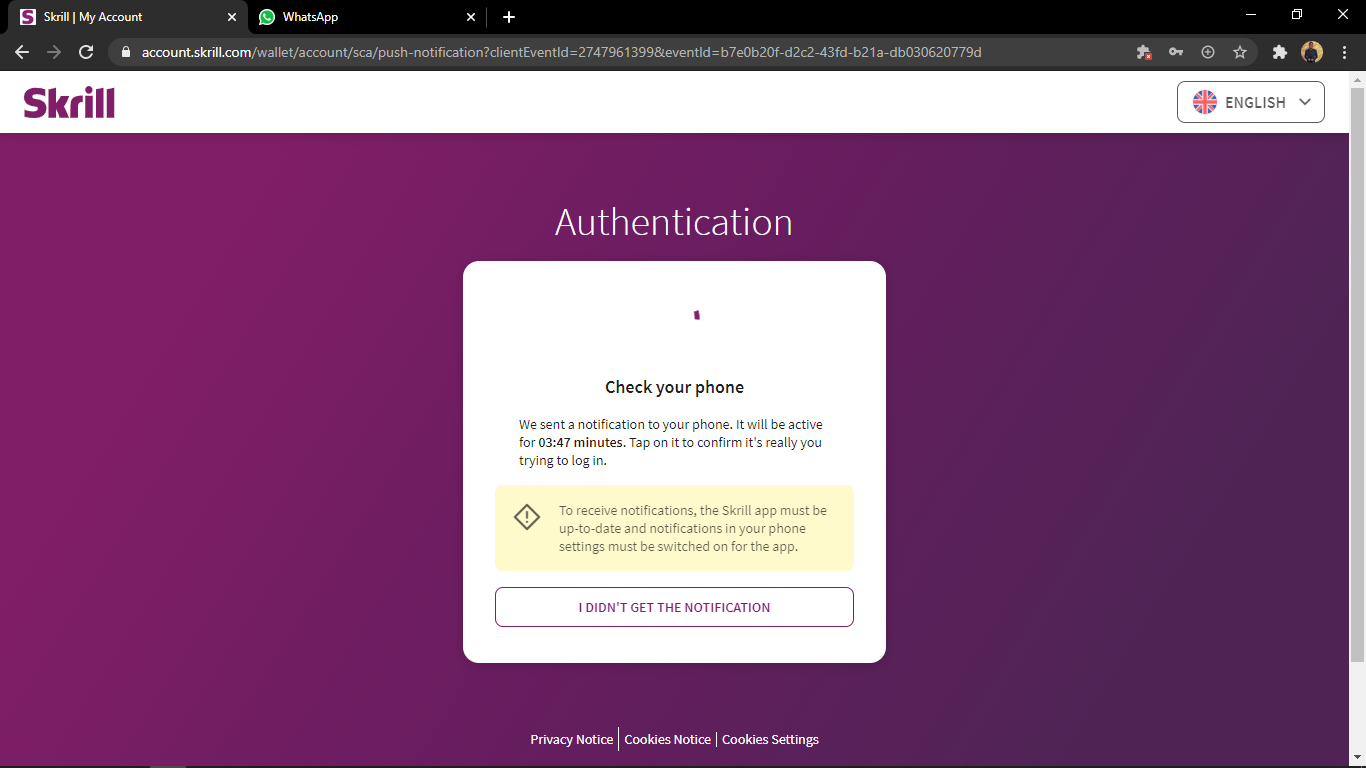 Skrill | My Account
WhatsApp
account.skrill.com/wallet/account/sca/push-notification?clientEventId=2747961399&eventId=b7e0b20f-d2c2-43fd-b21a-db030620779d
Skrill
ENGLISH
Authentication
Check your phone
We sent a notification to your phone. It will be active
for 03:47 minutes. Tap on it to confirm it's really you
trying to log in.
To receive notifications, the Skrill app must be
up-to-date and notifications in your phone
settings must be switched on for the app.
I DIDN'T GET THE NOTIFICATION
Privacy Notice | Cookies Notice | Cookies Settings